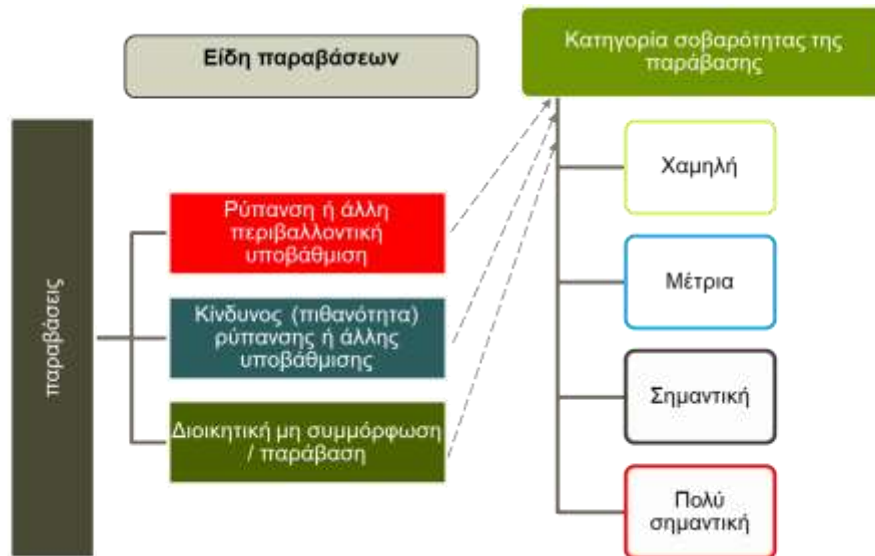 Είδη παραβάσεων
Κατηγορία σοβαρότητας της
παράβασης
παραβάσεις
Ρύπανση ή άλλη
περιβαλλοντική
υποβάθμιση
Κίνδυνος (πιθανότητα)
ρύπανσης ή άλλης
υποβάθμισης
Διοικητική μη συμμόρφωση
/ παράβαση
Χαμηλή
Μέτρια
Σημαντική
Πολύ
σημαντική